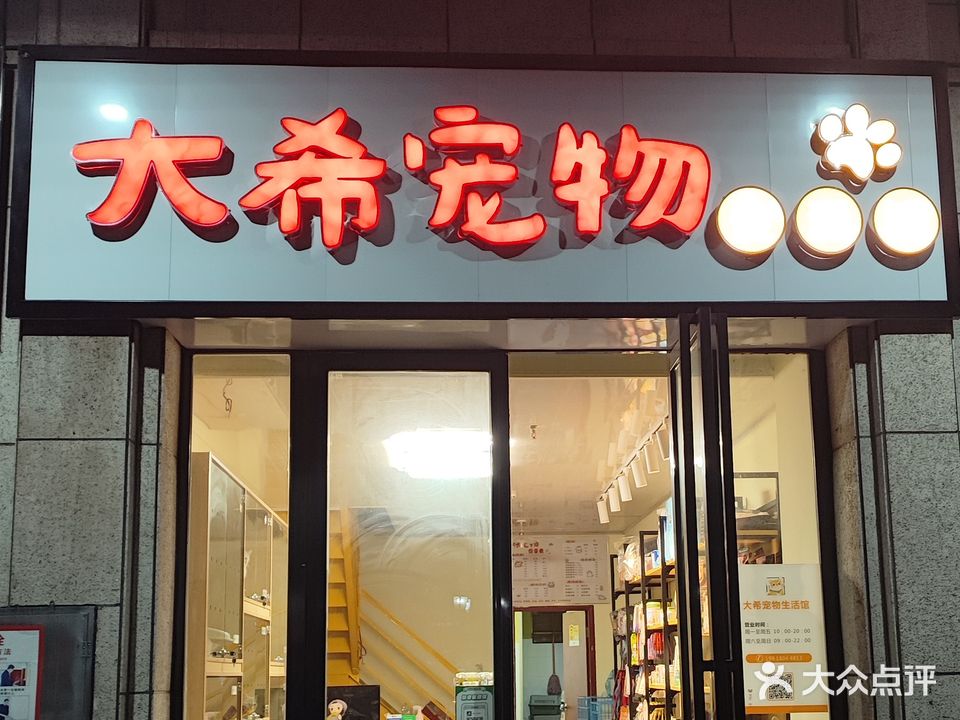 大希宠物
大希宠物生活馆
营业时间：
周一至周五 10：00-20：00
周六至周日 09：00-22：00
大众点评